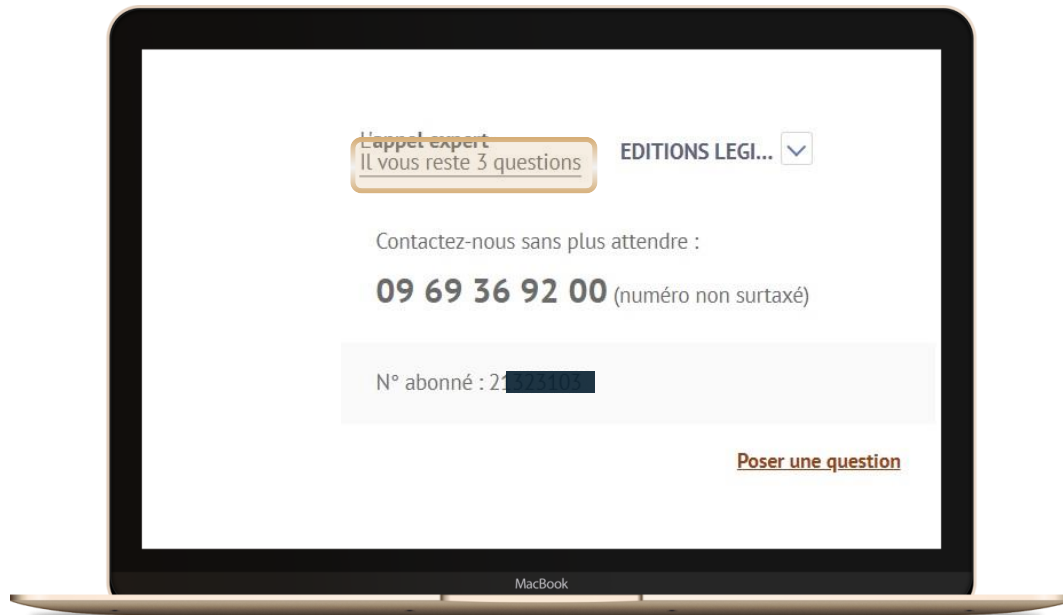 L'appel expert
Il vous reste 3 questions
EDITIONS LEGI...
Contactez-nous sans plus attendre :
09 69 36 92 00 (numéro non surtaxé)
N° abonné : 2
Poser une question
MacBook